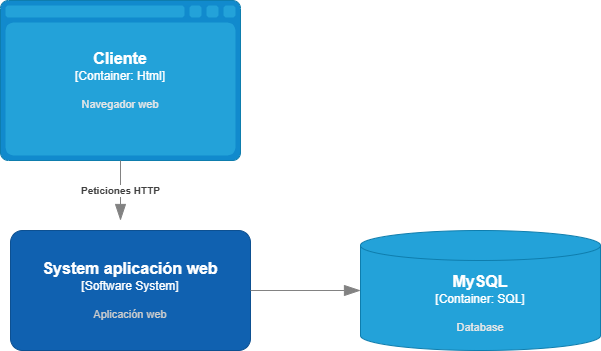 Cliente
[Container: Html]
Navegador web
Peticiones HTTP
System aplicación web
[Software System]
Aplicación web
MySQL
[Container: SQL]
Database